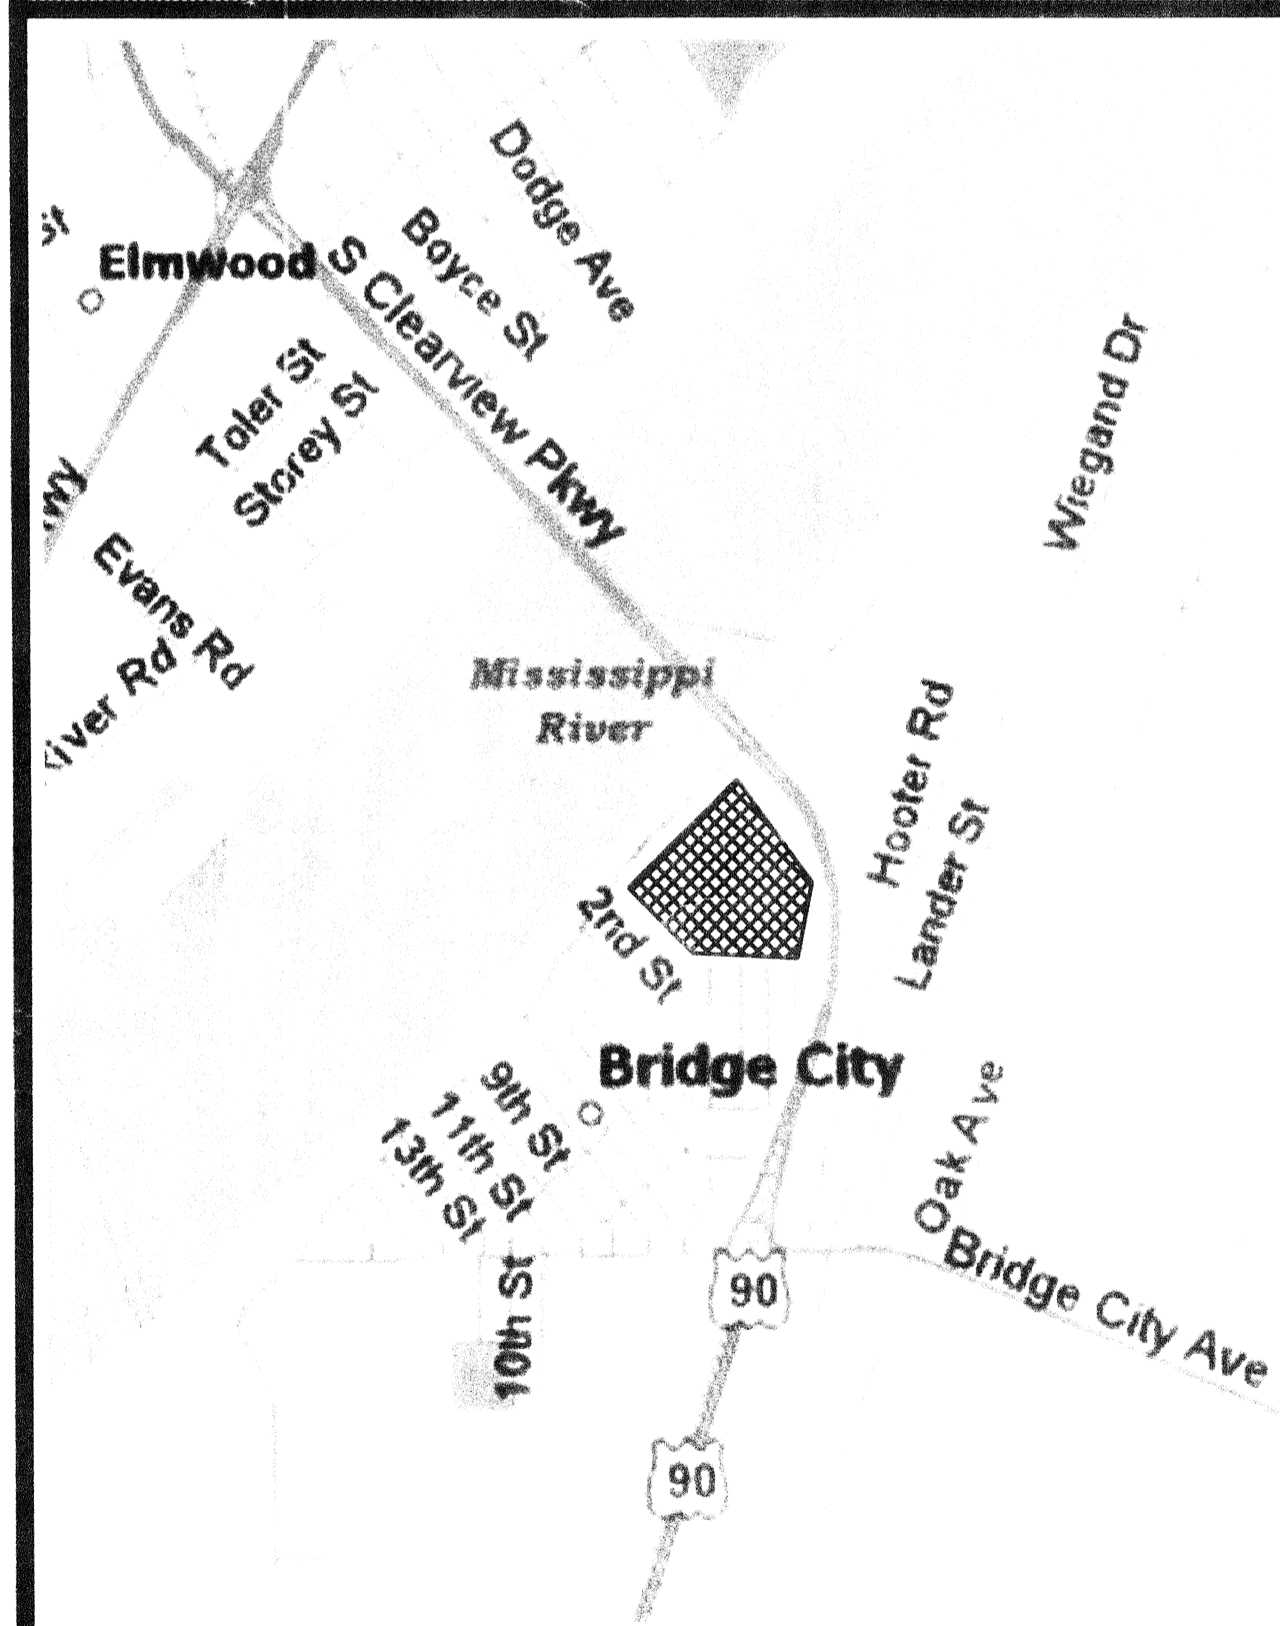 Dodge Ave
Boyce St
St
Elmwood
S Clearview Pkwy
Wiegand Dr
Toler St
Storey St
wy
Evans Rd
River Rd
Mississippi
River
Hooter Rd
Lander St
2nd St
Bridge City
9th St
11th St
13th St
Oak Ave
10th St
Bridge City Ave
90
90